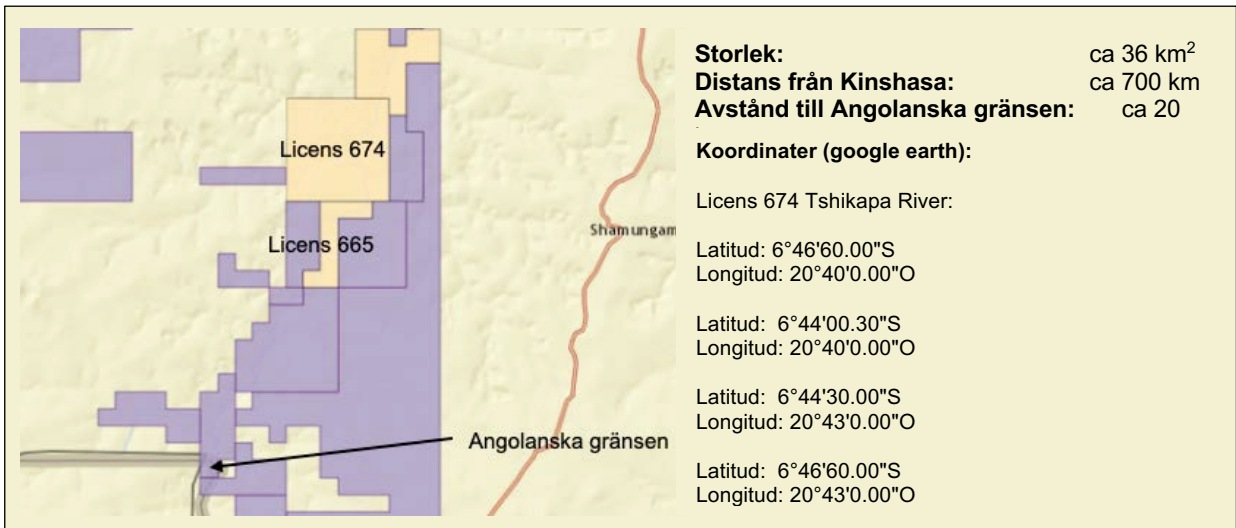 Licens 674
Licens 665
Shamungam
Angolanska gränsen
Storlek: ca 36 km²
Distans från Kinshasa: ca 700 km
Avstånd till Angolanska gränsen: ca 20
Koordinater (google earth):
Licens 674 Tshikapa River:
Latitud: 6°46'60.00"S
Longitud: 20°40'0.00"O
Latitud: 6°44'00.30"S
Longitud: 20°40'0.00"O
Latitud: 6°44'30.00"S
Longitud: 20°43'0.00"O
Latitud: 6°46'60.00"S
Longitud: 20°43'0.00"O